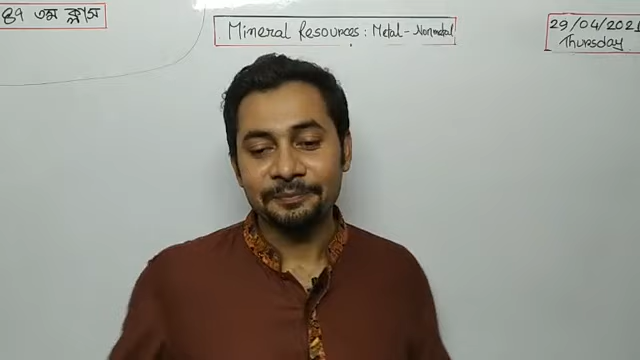 ৪৭ তম ক্লাস
Mineral Resources: Metal-Nonmetal
29/04/2021
Thursday